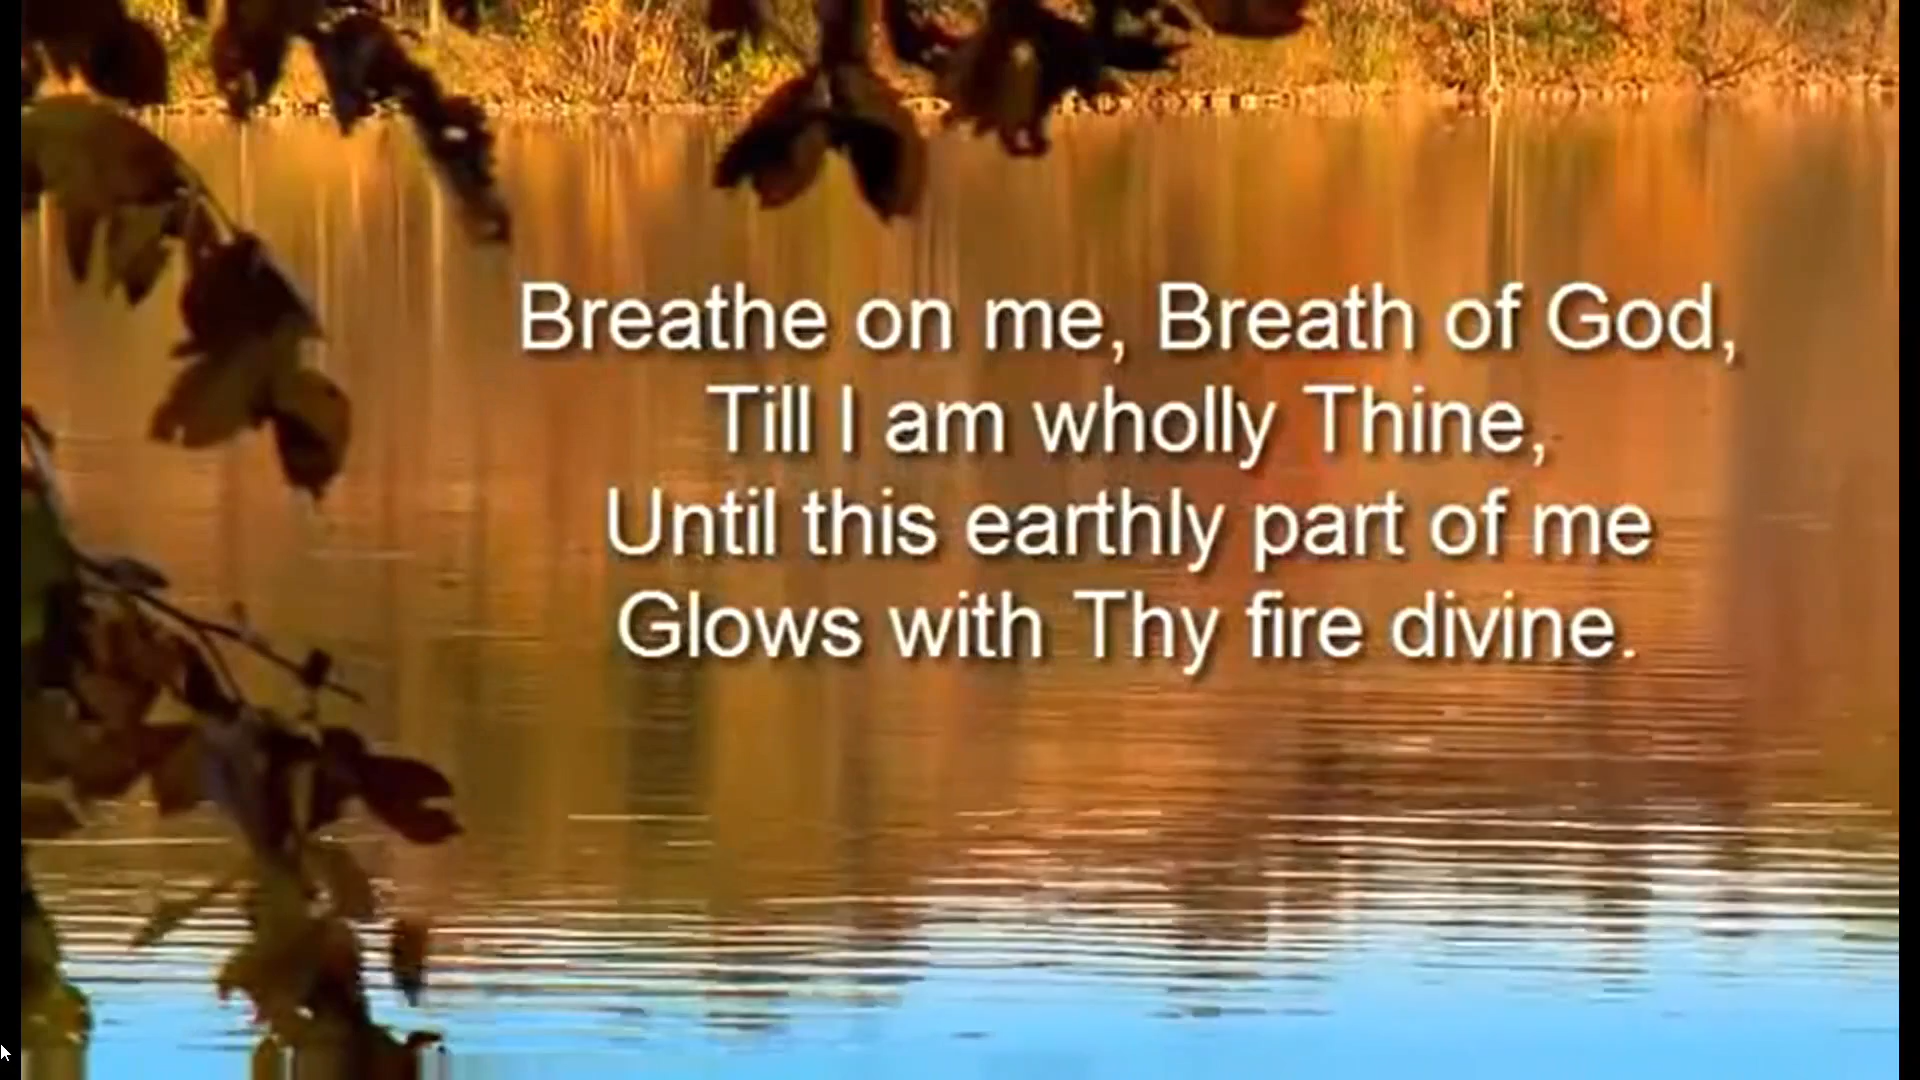 Breathe on me, Breath of God,
Till I am wholly Thine,
Until this earthly part of me
Glows with Thy fire divine.